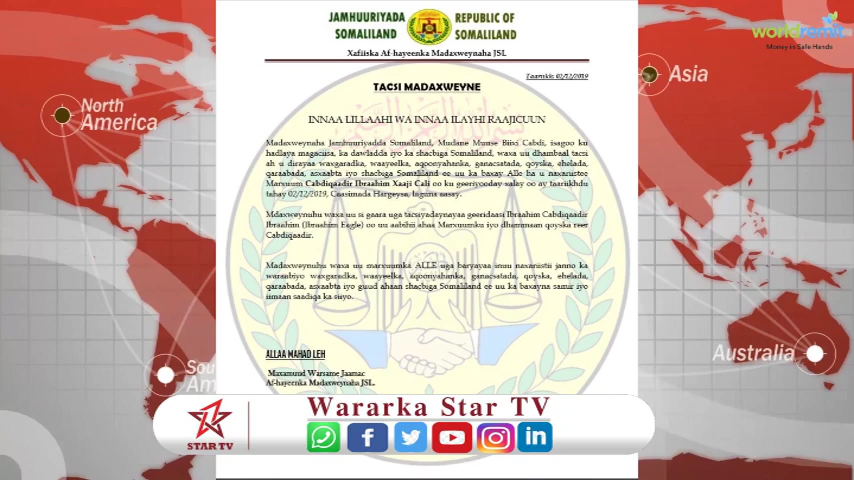 JAMHUURIYADA SOMALILAND
REPUBLIC OF SOMALILAND
Xafiiska Af-hayeenka Madaxweynaha JSL
Taariikh: 02/12/2019
TACSI MADAXWEYNE
INNAA LILLAAHI WA INNAA ILAYHI RAAJICUUN
Madaxweynaha Jamhuuriyadda Somaliland, Mudane Muuse Biixi Cabdi, isagoo ku
hadlaya magaciisa, ka dawladda iyo ka shacbiga Somaliland, waxa uu dhambaal tacsi
ah u dirayaa waxgaradka, waayeelka, aqoonyahanka, ganacsatada, qoyska, ehelada,
qaraabada, asxaabta iyo shacbiga Somaliland ee uu ka baxay Alle ha u naxariistee
Marxuum Cabdiqaadir Ibraahim Xaaji Cali oo ku geeriyooday xalay oo ay taariikhdu
tahay 02/12/2019, Caasimada Hargeysa, laguna aasay.
Mdaxweynuhu waxa uu si gaara uga tacsiyadaynayaa geeridaasi Ibraahim Cabdiqaadir
Ibraahim (Ibraahim Eagle) oo uu aabihii ahaa Marxuumku iyo dhammaan qoyska reer
Cabdiqaadir.
Madaxweynuhu waxa uu marxuumka ALLE uga baryayaa inuu naxariistii janno ka
waraabiyo waxgaradka, waayeelka, aqoonyahanka, ganacsatada, qoyska, ehelada,
qaraabada, asxaabta iyo guud ahaan shacbiga Somaliland ee uu ka baxayna samir iyo
iimaan saadiqa ka siiyo.
ALLAA MAHAD LEH
Maxamuud Warsame Jaamac
Af-hayeenka Madaxweynaha JSL.
worldremit
Money in Safe Hands
North America
Asia
Australia
STAR TV
Wararka Star TV